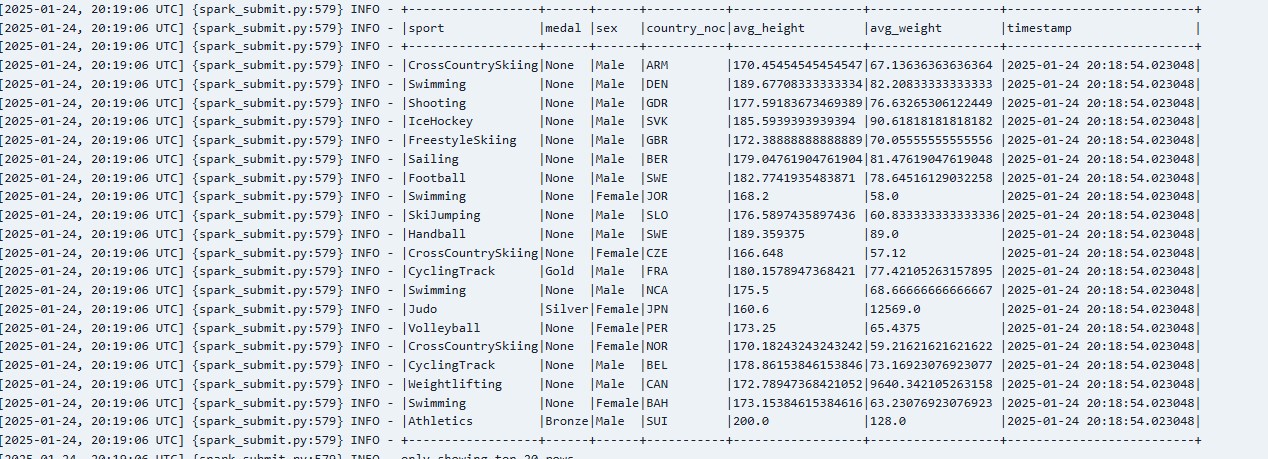 [2025-01-24, 20:19:06 UTC] {spark_submit.py:579} INFO - +------------------+------+------+-----------+------------------+------------------+--------------------------+
[2025-01-24, 20:19:06 UTC] {spark_submit.py:579} INFO - |sport             |medal |sex   |country_noc|avg_height        |avg_weight        |timestamp                 |
[2025-01-24, 20:19:06 UTC] {spark_submit.py:579} INFO - +------------------+------+------+-----------+------------------+------------------+--------------------------+
[2025-01-24, 20:19:06 UTC] {spark_submit.py:579} INFO - |CrossCountrySkiing|None  |Male  |ARM        |170.45454545454547|67.13636363636364 |2025-01-24 20:18:54.023048|
[2025-01-24, 20:19:06 UTC] {spark_submit.py:579} INFO - |Swimming          |None  |Male  |DEN        |189.67708333333334|82.20833333333333 |2025-01-24 20:18:54.023048|
[2025-01-24, 20:19:06 UTC] {spark_submit.py:579} INFO - |Shooting          |None  |Male  |GDR        |177.59183673469389|76.63265306122449 |2025-01-24 20:18:54.023048|
[2025-01-24, 20:19:06 UTC] {spark_submit.py:579} INFO - |IceHockey         |None  |Male  |SVK        |185.5939393939394 |90.61818181818182 |2025-01-24 20:18:54.023048|
[2025-01-24, 20:19:06 UTC] {spark_submit.py:579} INFO - |FreestyleSkiing   |None  |Male  |GBR        |172.38888888888889|70.05555555555556 |2025-01-24 20:18:54.023048|
[2025-01-24, 20:19:06 UTC] {spark_submit.py:579} INFO - |Sailing           |None  |Male  |BER        |179.04761904761904|81.47619047619048 |2025-01-24 20:18:54.023048|
[2025-01-24, 20:19:06 UTC] {spark_submit.py:579} INFO - |Football          |None  |Male  |SWE        |182.7741935483871 |78.64516129032258 |2025-01-24 20:18:54.023048|
[2025-01-24, 20:19:06 UTC] {spark_submit.py:579} INFO - |Swimming          |None  |Female|JOR        |168.2             |58.0              |2025-01-24 20:18:54.023048|
[2025-01-24, 20:19:06 UTC] {spark_submit.py:579} INFO - |SkiJumping        |None  |Male  |SLO        |176.5897435897436 |60.833333333333336|2025-01-24 20:18:54.023048|
[2025-01-24, 20:19:06 UTC] {spark_submit.py:579} INFO - |Handball          |None  |Male  |SWE        |189.359375        |89.0              |2025-01-24 20:18:54.023048|
[2025-01-24, 20:19:06 UTC] {spark_submit.py:579} INFO - |CrossCountrySkiing|None  |Female|CZE        |166.648           |57.12             |2025-01-24 20:18:54.023048|
[2025-01-24, 20:19:06 UTC] {spark_submit.py:579} INFO - |CyclingTrack      |Gold  |Male  |FRA        |180.1578947368421 |77.42105263157895 |2025-01-24 20:18:54.023048|
[2025-01-24, 20:19:06 UTC] {spark_submit.py:579} INFO - |Swimming          |None  |Male  |NCA        |175.5             |68.66666666666667 |2025-01-24 20:18:54.023048|
[2025-01-24, 20:19:06 UTC] {spark_submit.py:579} INFO - |Judo              |Silver|Female|JPN        |160.6             |12569.0           |2025-01-24 20:18:54.023048|
[2025-01-24, 20:19:06 UTC] {spark_submit.py:579} INFO - |Volleyball        |None  |Female|PER        |173.25            |65.4375           |2025-01-24 20:18:54.023048|
[2025-01-24, 20:19:06 UTC] {spark_submit.py:579} INFO - |CrossCountrySkiing|None  |Female|NOR        |170.18243243243242|59.21621621621622 |2025-01-24 20:18:54.023048|
[2025-01-24, 20:19:06 UTC] {spark_submit.py:579} INFO - |CyclingTrack      |None  |Male  |BEL        |178.86153846153846|73.16923076923077 |2025-01-24 20:18:54.023048|
[2025-01-24, 20:19:06 UTC] {spark_submit.py:579} INFO - |Weightlifting     |None  |Male  |CAN        |172.78947368421052|9640.342105263158 |2025-01-24 20:18:54.023048|
[2025-01-24, 20:19:06 UTC] {spark_submit.py:579} INFO - |Swimming          |None  |Female|BAH        |173.15384615384616|63.23076923076923 |2025-01-24 20:18:54.023048|
[2025-01-24, 20:19:06 UTC] {spark_submit.py:579} INFO - |Athletics         |Bronze|Male  |SUI        |200.0             |128.0             |2025-01-24 20:18:54.023048|
[2025-01-24, 20:19:06 UTC] {spark_submit.py:579} INFO - +------------------+------+------+-----------+------------------+------------------+--------------------------+
[2025-01-24, 20:19:06 UTC] {spark_submit.py:579} INFO - only showing top 20 rows